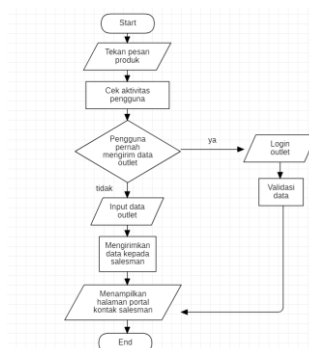 Start
Tekan pesan
produk
Cek aktivitas
pengguna
Pengguna
pernah
mengirim data
outlet
ya
Login
outlet
Validasi
data
tidak
Input data
outlet
Mengirimkan
data kepada
salesman
Menampilkan
halaman portal
kontak salesman
End